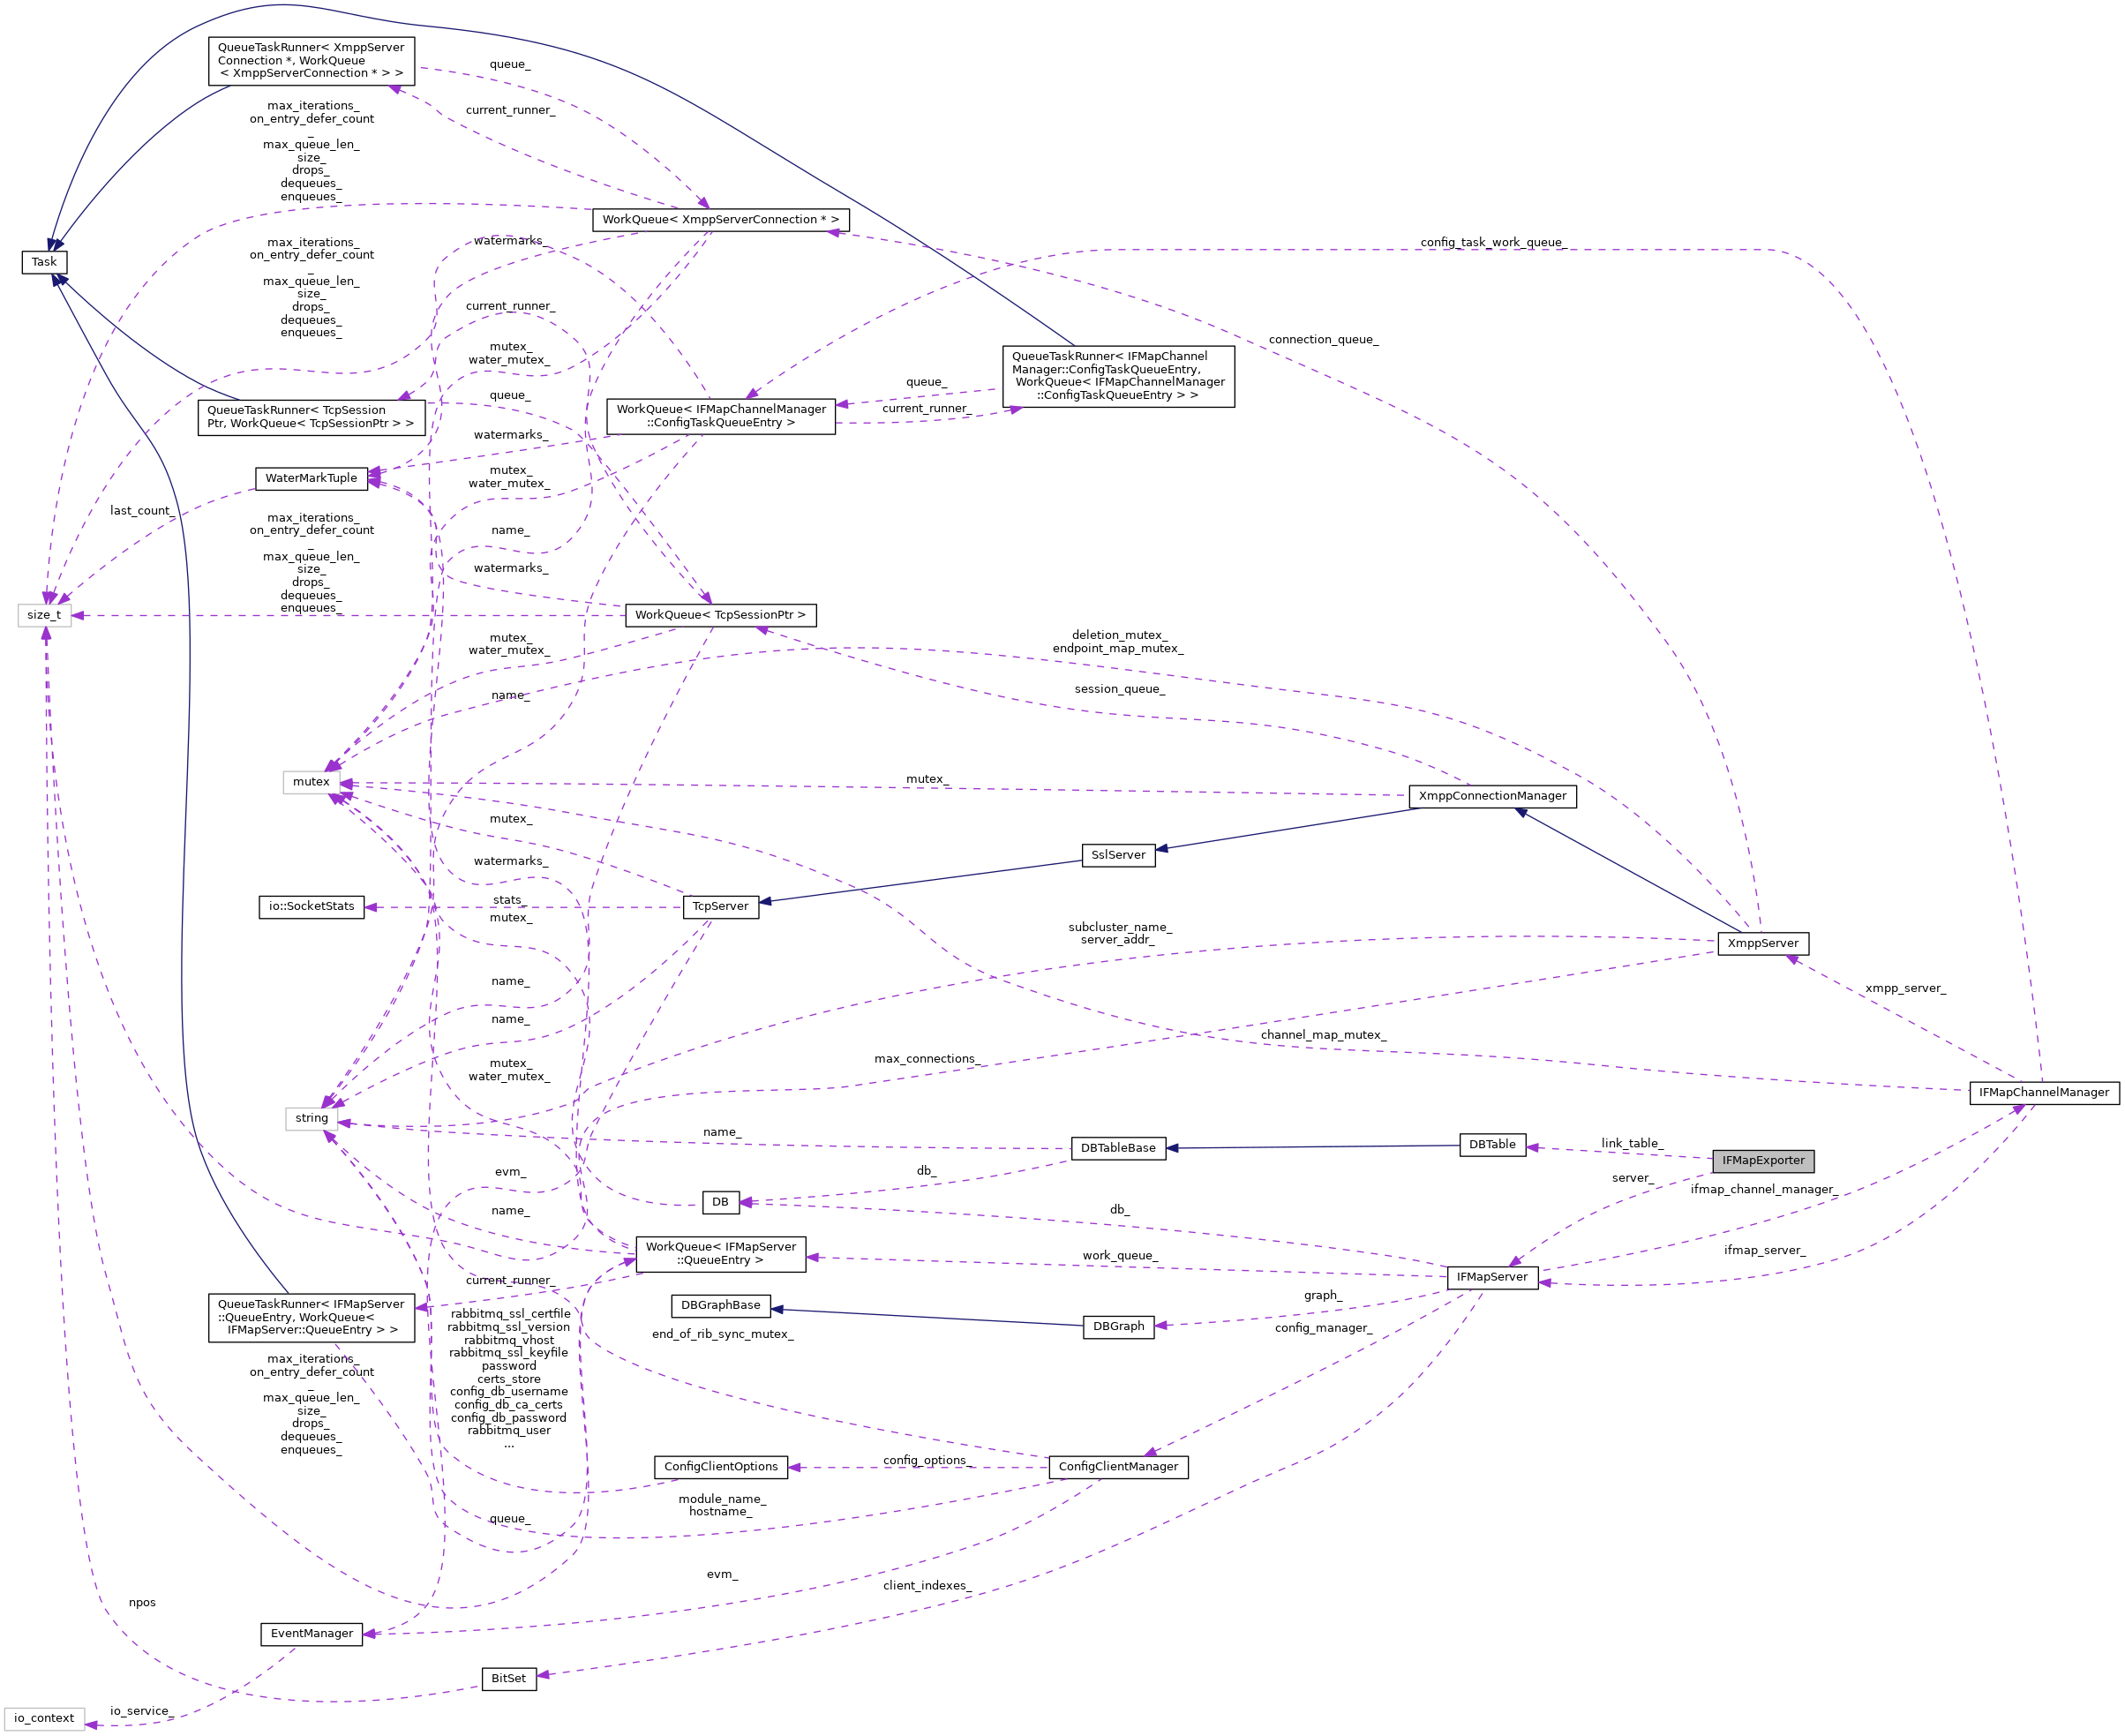 QueueTaskRunner< XmppServer
Connection *, WorkQueue
< XmppServerConnection * > >
queue_
current_runner_
max_iterations_
on_entry_defer_count
_
max_queue_len_
size_
drops_
dequeues_
enqueues_
WorkQueue< XmppServerConnection * >
Task
watermarks_
config_task_work_queue_
max_iterations_
on_entry_defer_count
_
max_queue_len_
size_
drops_
dequeues_
enqueues_
current_runner_
connection_queue_
mutex_
water_mutex_
QueueTaskRunner< IFMapChannel
Manager::ConfigTaskQueueEntry,
WorkQueue< IFMapChannelManager
::ConfigTaskQueueEntry > >
queue_
current_runner_
queue_
QueueTaskRunner< TcpSession
Ptr, WorkQueue< TcpSessionPtr > >
WorkQueue< IFMapChannelManager
::ConfigTaskQueueEntry >
watermarks_
WaterMarkTuple
mutex_
water_mutex_
last_count_
max_iterations_
on_entry_defer_count
_
max_queue_len_
size_
drops_
dequeues_
enqueues_
name_
watermarks_
size_t
WorkQueue< TcpSessionPtr >
mutex_
water_mutex_
deletion_mutex_
endpoint_map_mutex_
name_
session_queue_
mutex
mutex_
XmppConnectionManager
mutex_
SslServer
watermarks_
io::SocketStats
stats_
TcpServer
mutex_
subcluster_name_
server_addr_
XmppServer
name_
xmpp_server_
name_
channel_map_mutex_
mutex_
water_mutex_
max_connections_
IFMapChannelManager
string
name_
DBTableBase
DBTable
link_table_
IFMapExporter
evm_
db_
server_
ifmap_channel_manager_
DB
name_
db_
WorkQueue< IFMapServer
::QueueEntry >
work_queue_
ifmap_server_
IFMapServer
current_runner_
QueueTaskRunner< IFMapServer
::QueueEntry, WorkQueue<
IFMapServer::QueueEntry > >
DBGraphBase
graph_
DBGraph
end_of_rib_sync_mutex_
config_manager_
rabbitmq_ssl_certfile
rabbitmq_ssl_version
rabbitmq_vhost
rabbitmq_ssl_keyfile
password
certs_store
config_db_username
config_db_ca_certs
config_db_password
rabbitmq_user
...
max_iterations_
on_entry_defer_count
_
max_queue_len_
size_
drops_
dequeues_
enqueues_
ConfigClientOptions
config_options_
ConfigClientManager
module_name_
hostname_
queue_
evm_
client_indexes_
npos
EventManager
BitSet
io_service_
io_context